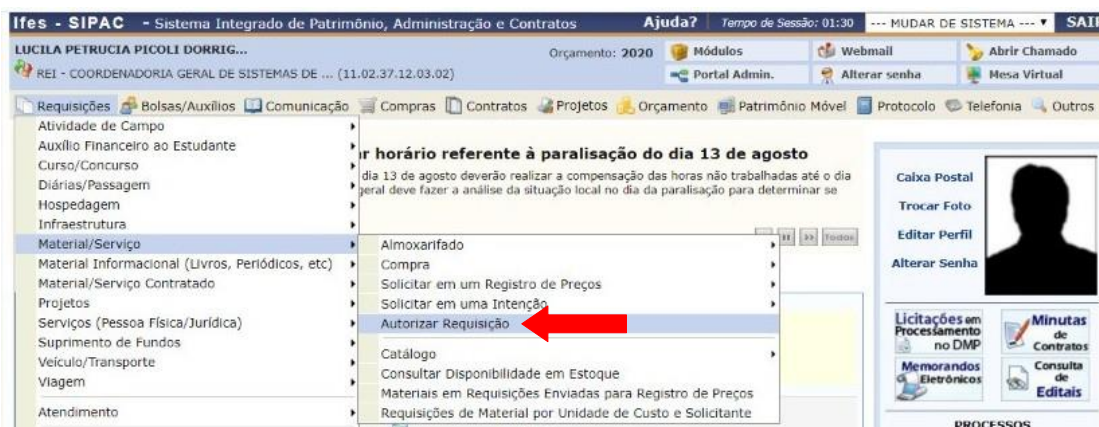 Ifes - SIPAC - Sistema Integrado de Patrimônio, Administração e Contratos Ajuda? Tempo de Sessão: 01:30 --- MUDAR DE SISTEMA --- SAIR
LUCILA PETRUCIA PICOLI DORRIG... Orçamento: 2020 Módulos Webmail Abrir Chamado
REI - COORDENADORIA GERAL DE SISTEMAS DE ... (11.02.37.12.03.02) Portal Admin. Alterar senha Mesa Virtual
Requisições Bolsas/Auxílios Comunicação Compras Contratos Projetos Orçamento Patrimônio Móvel Protocolo Telefonia Outros
Atividade de Campo
Auxílio Financeiro ao Estudante
Curso/Concurso
Diárias/Passagem
Hospedagem
Infraestrutura
Material/Serviço
Material Informacional (Livros, Periódicos, etc)
Material/Serviço Contratado
Projetos
Serviços (Pessoa Física/Jurídica)
Suprimento de Fundos
Veículo/Transporte
Viagem
Atendimento
r horário referente à paralisação do dia 13 de agosto
dia 13 de agosto deverão realizar a compensação das horas não trabalhadas até o dia
geral deve fazer a análise da situação local no dia da paralisação para determinar se
Todos
Almoxarifado
Compra
Solicitar em um Registro de Preços
Solicitar em uma Intenção
Autorizar Requisição
Catálogo
Consultar Disponibilidade em Estoque
Materiais em Requisições Enviadas para Registro de Preços
Requisições de Material por Unidade de Custo e Solicitante
Caixa Postal
Trocar Foto
Editar Perfil
Alterar Senha
Licitações em
Processamento
no DMP
Minutas
de
Contratos
Memorandos
Eletrônicos
Consulta
de
Editais
PROCESSOS